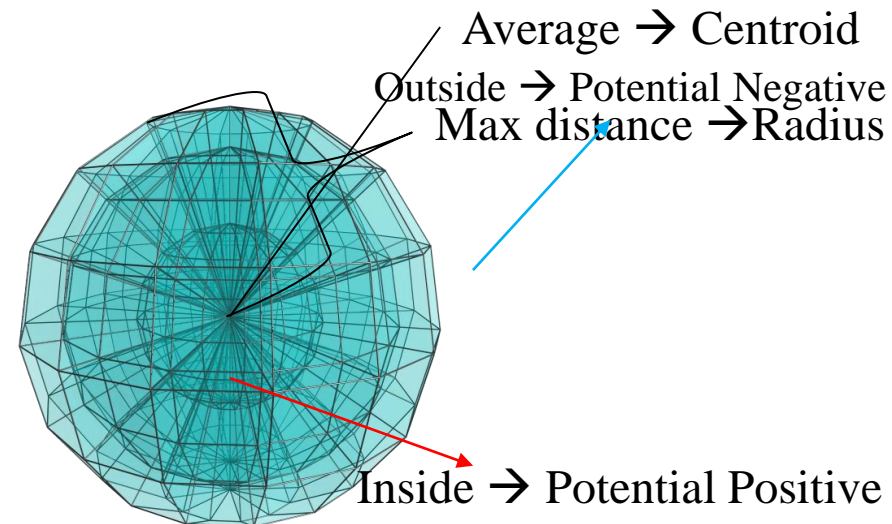 Average → Centroid
Outside → Potential Negative
Max distance →Radius
Inside → Potential Positive